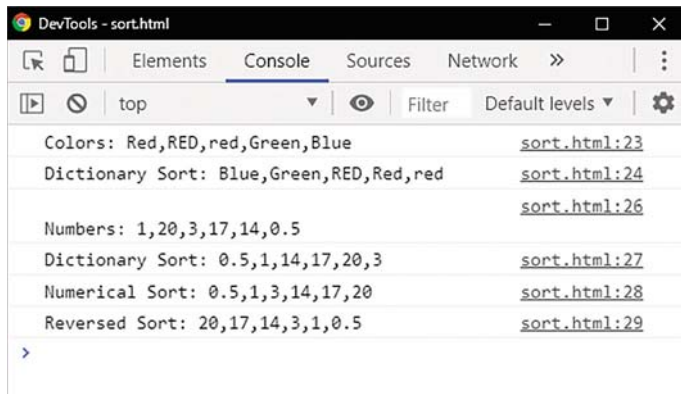 DevTools - sort.html
Elements Console Sources Network »
top Filter Default levels ▼
Colors: Red,RED,red,Green,Blue sort.html:23
Dictionary Sort: Blue,Green,RED,Red,red sort.html:24
sort.html:26
Numbers: 1,20,3,17,14,0.5
Dictionary Sort: 0.5,1,14,17,20,3 sort.html:27
Numerical Sort: 0.5,1,3,14,17,20 sort.html:28
Reversed Sort: 20,17,14,3,1,0.5 sort.html:29
>